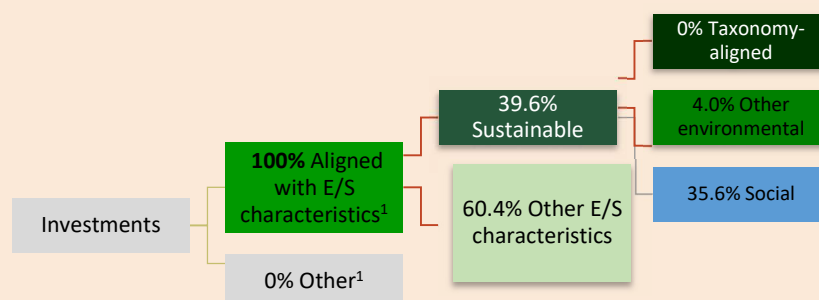 Investments
100% Aligned
with E/S
characteristics¹
0% Other¹
39.6%
Sustainable
60.4% Other E/S
characteristics
0% Taxonomy-
aligned
4.0% Other
environmental
35.6% Social